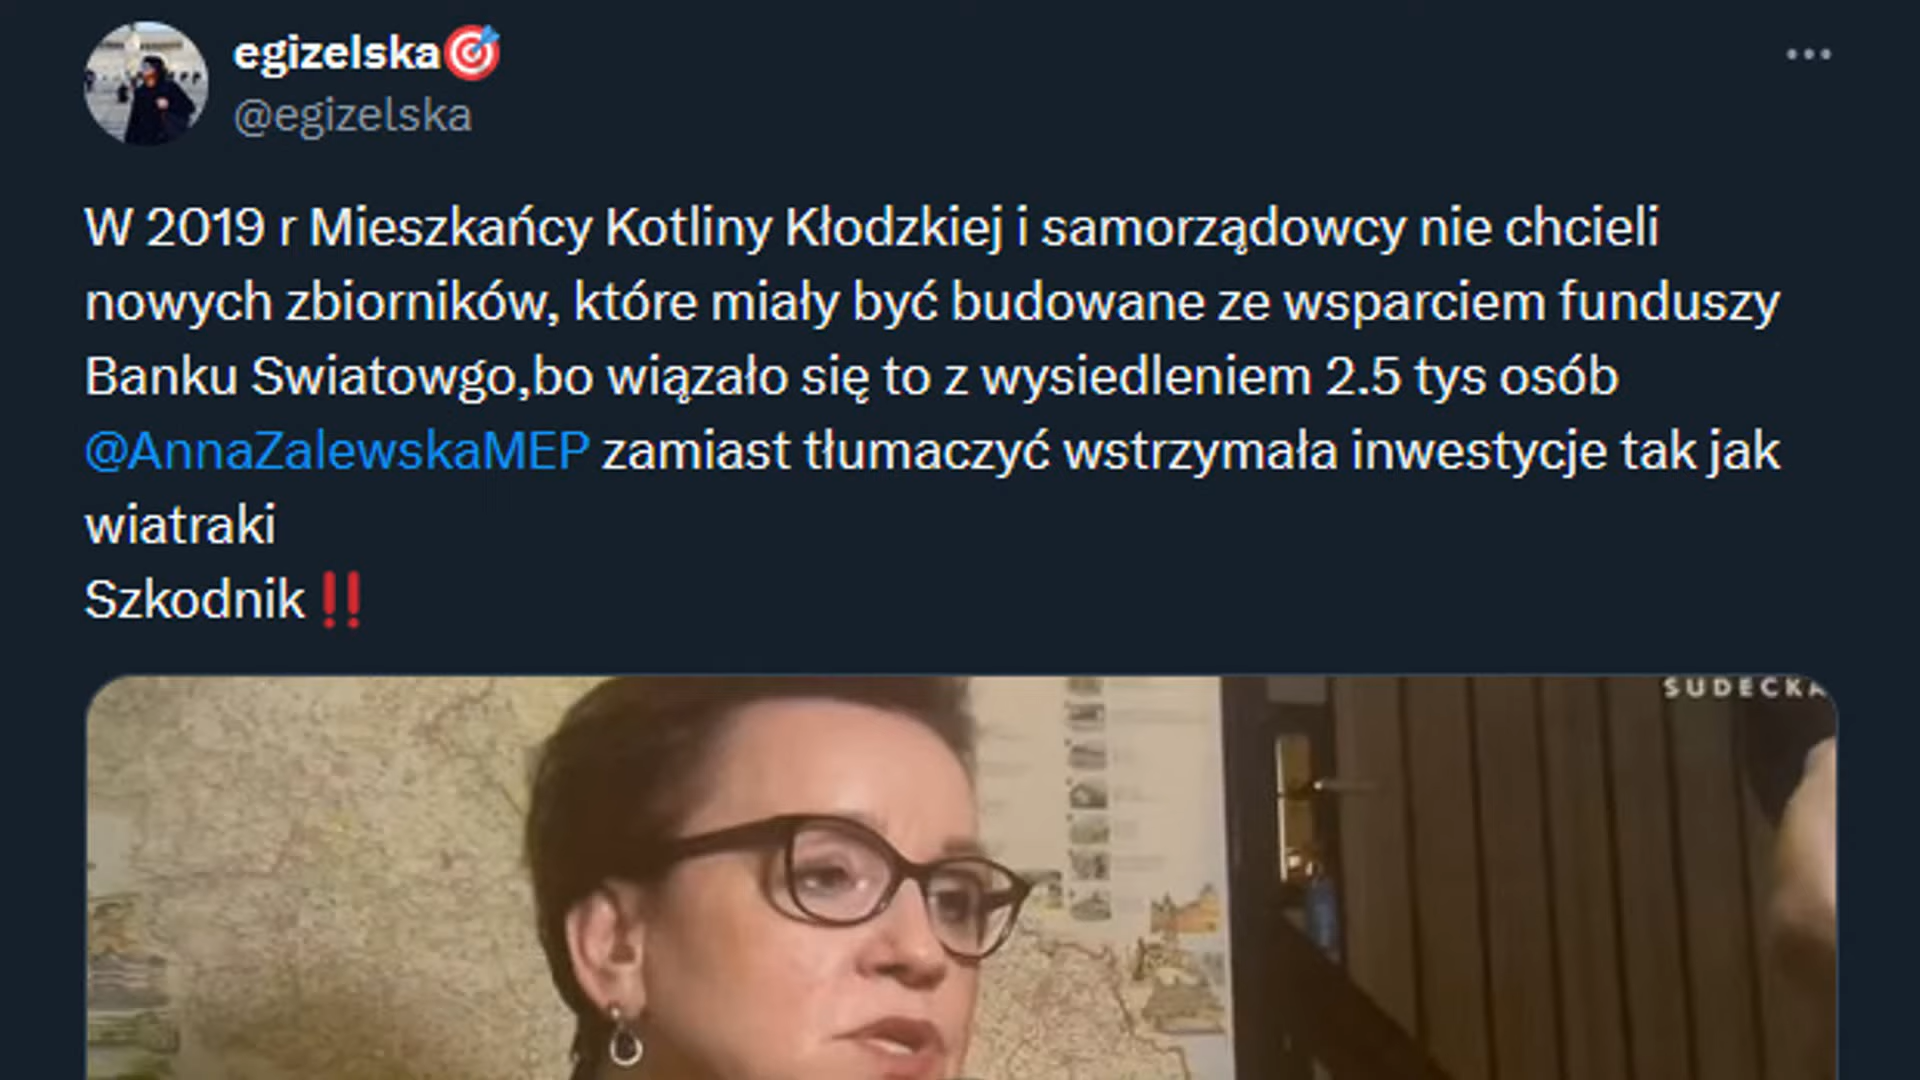 egizelska🎯
@egizelska
W 2019 r Mieszkańcy Kotliny Kłodzkiej i samorządowcy nie chcieli
nowych zbiorników, które miały być budowane ze wsparciem funduszy
Banku Swiatowgo,bo wiązało się to z wysiedleniem 2.5 tys osób
@AnnaZalewskaMEP zamiast tłumaczyć wstrzymała inwestycje tak jak
wiatraki
Szkodnik‼️
SUDECKA